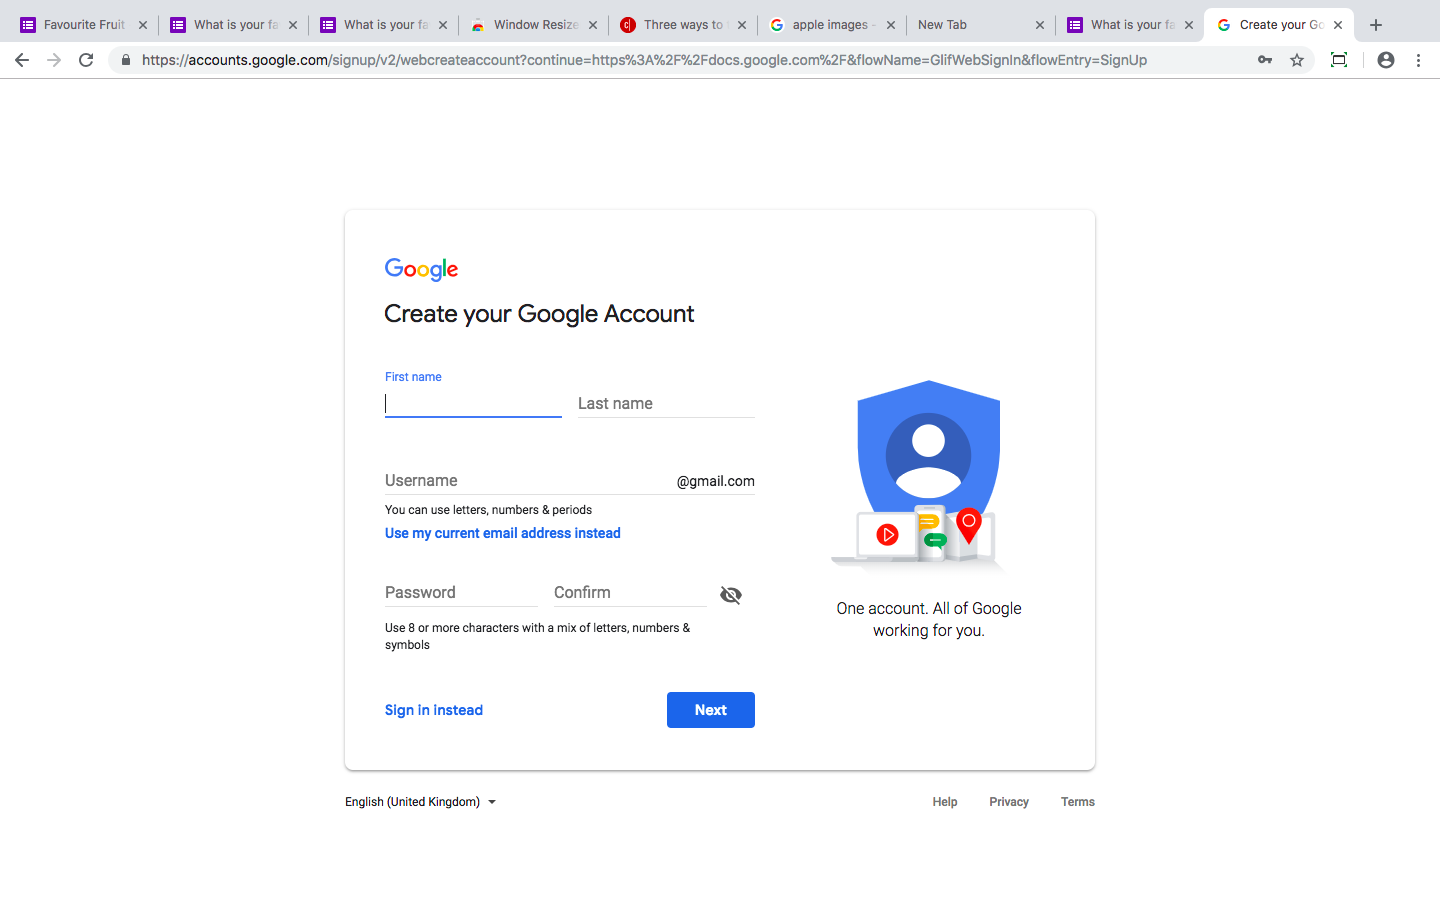 Favourite Fruit
What is your fa
What is your fa
Window Resize
Three ways to
apple images -
New Tab
What is your fa
Create your Go
https://accounts.google.com/signup/v2/webcreateaccount?continue=https%3A%2F%2Fdocs.google.com%2F&flowName=GlifWebSignIn&flowEntry=SignUp
Google
Create your Google Account
First name
Last name
Username
@gmail.com
You can use letters, numbers & periods
Use my current email address instead
Password
Confirm
Use 8 or more characters with a mix of letters, numbers &
symbols
One account. All of Google
working for you.
Sign in instead
Next
English (United Kingdom)
Help
Privacy
Terms